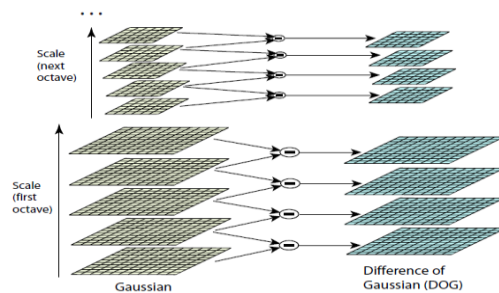 ...
Scale
(next
octave)
Scale
(first
octave)
Gaussian
Difference of
Gaussian (DOG)